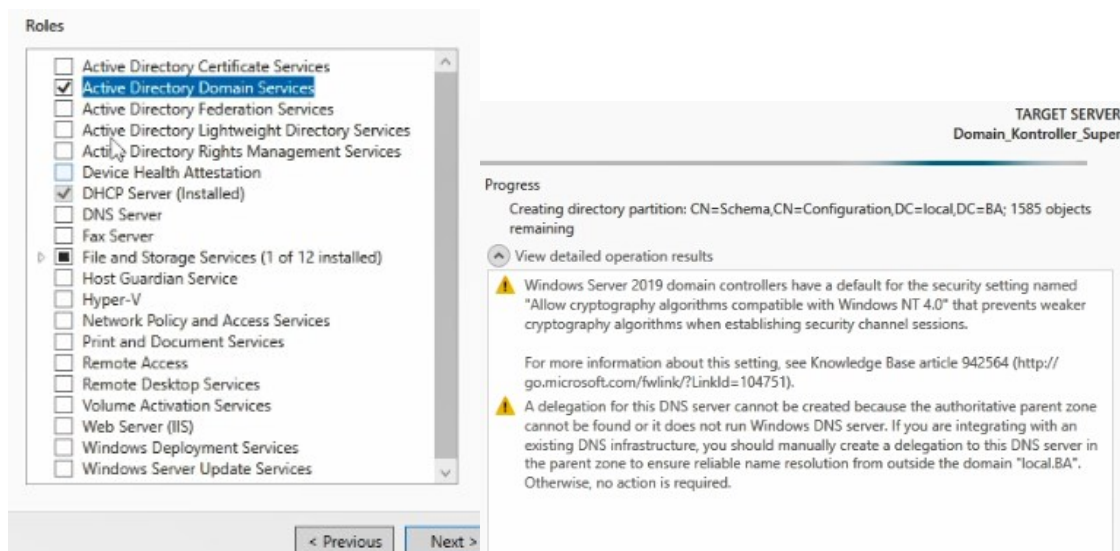 Roles
Active Directory Certificate Services
Active Directory Domain Services
Active Directory Federation Services
Active Directory Lightweight Directory Services
Active Directory Rights Management Services
Device Health Attestation
DHCP Server (Installed)
DNS Server
Fax Server
File and Storage Services (1 of 12 installed)
Host Guardian Service
Hyper-V
Network Policy and Access Services
Print and Document Services
Remote Access
Remote Desktop Services
Volume Activation Services
Web Server (IIS)
Windows Deployment Services
Windows Server Update Services
< Previous
Next >
TARGET SERVER
Domain_Kontroller_Super
Progress
Creating directory partition: CN=Schema,CN=Configuration,DC=local,DC=BA; 1585 objects
remaining
View detailed operation results
Windows Server 2019 domain controllers have a default for the security setting named
"Allow cryptography algorithms compatible with Windows NT 4.0" that prevents weaker
cryptography algorithms when establishing security channel sessions.
For more information about this setting, see Knowledge Base article 942564 (http://
go.microsoft.com/fwlink/?LinkId=104751).
A delegation for this DNS server cannot be created because the authoritative parent zone
cannot be found or it does not run Windows DNS server. If you are integrating with an
existing DNS infrastructure, you should manually create a delegation to this DNS server in
the parent zone to ensure reliable name resolution from outside the domain "local.BA".
Otherwise, no action is required.